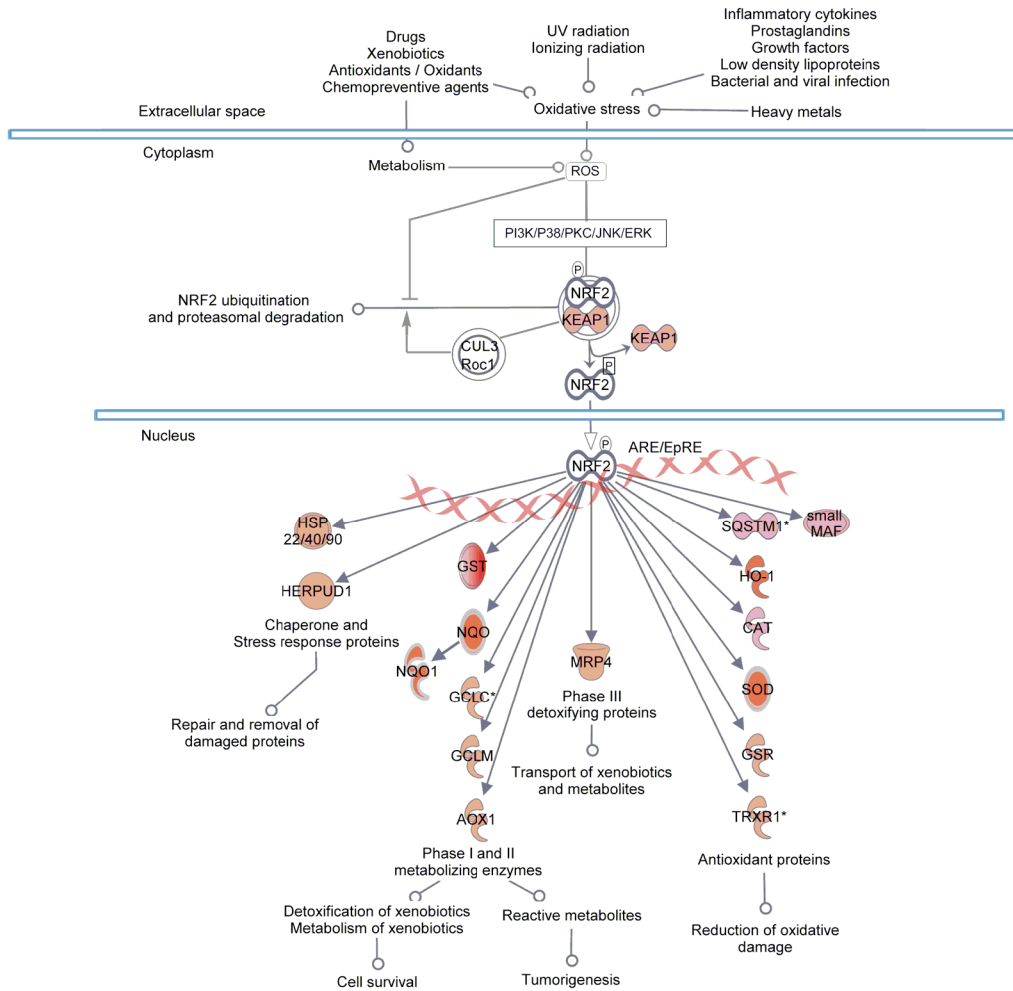 Drugs
Xenobiotics
Antioxidants / Oxidants
Chemopreventive agents
UV radiation
Ionizing radiation
Inflammatory cytokines
Prostaglandins
Growth factors
Low density lipoproteins
Bacterial and viral infection
Oxidative stress
Heavy metals
Extracellular space
Cytoplasm
Metabolism
ROS
PI3K/P38/PKC/JNK/ERK
P
NRF2
KEAP1
NRF2 ubiquitination
and proteasomal degradation
CUL3
Roc1
KEAP1
P
NRF2
Nucleus
P
NRF2
ARE/EpRE
HSP
22/40/90
HERPUD1
Chaperone and
Stress response proteins
Repair and removal of
damaged proteins
GST
NQO
NQO1
GCLC*
GCLM
AOX1
Phase I and II
metabolizing enzymes
Detoxification of xenobiotics
Metabolism of xenobiotics
Cell survival
Reactive metabolites
Tumorigenesis
MRP4
Phase III
detoxifying proteins
Transport of xenobiotics
and metabolites
SQSTM1*
small
MAF
HO-1
CAT
SOD
GSR
TRXR1*
Antioxidant proteins
Reduction of oxidative
damage